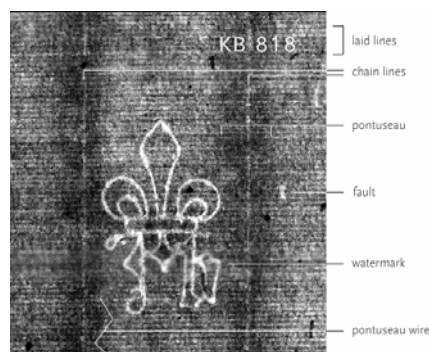 KB 818
laid lines
chain lines
pontuseau
fault
watermark
pontuseau wire